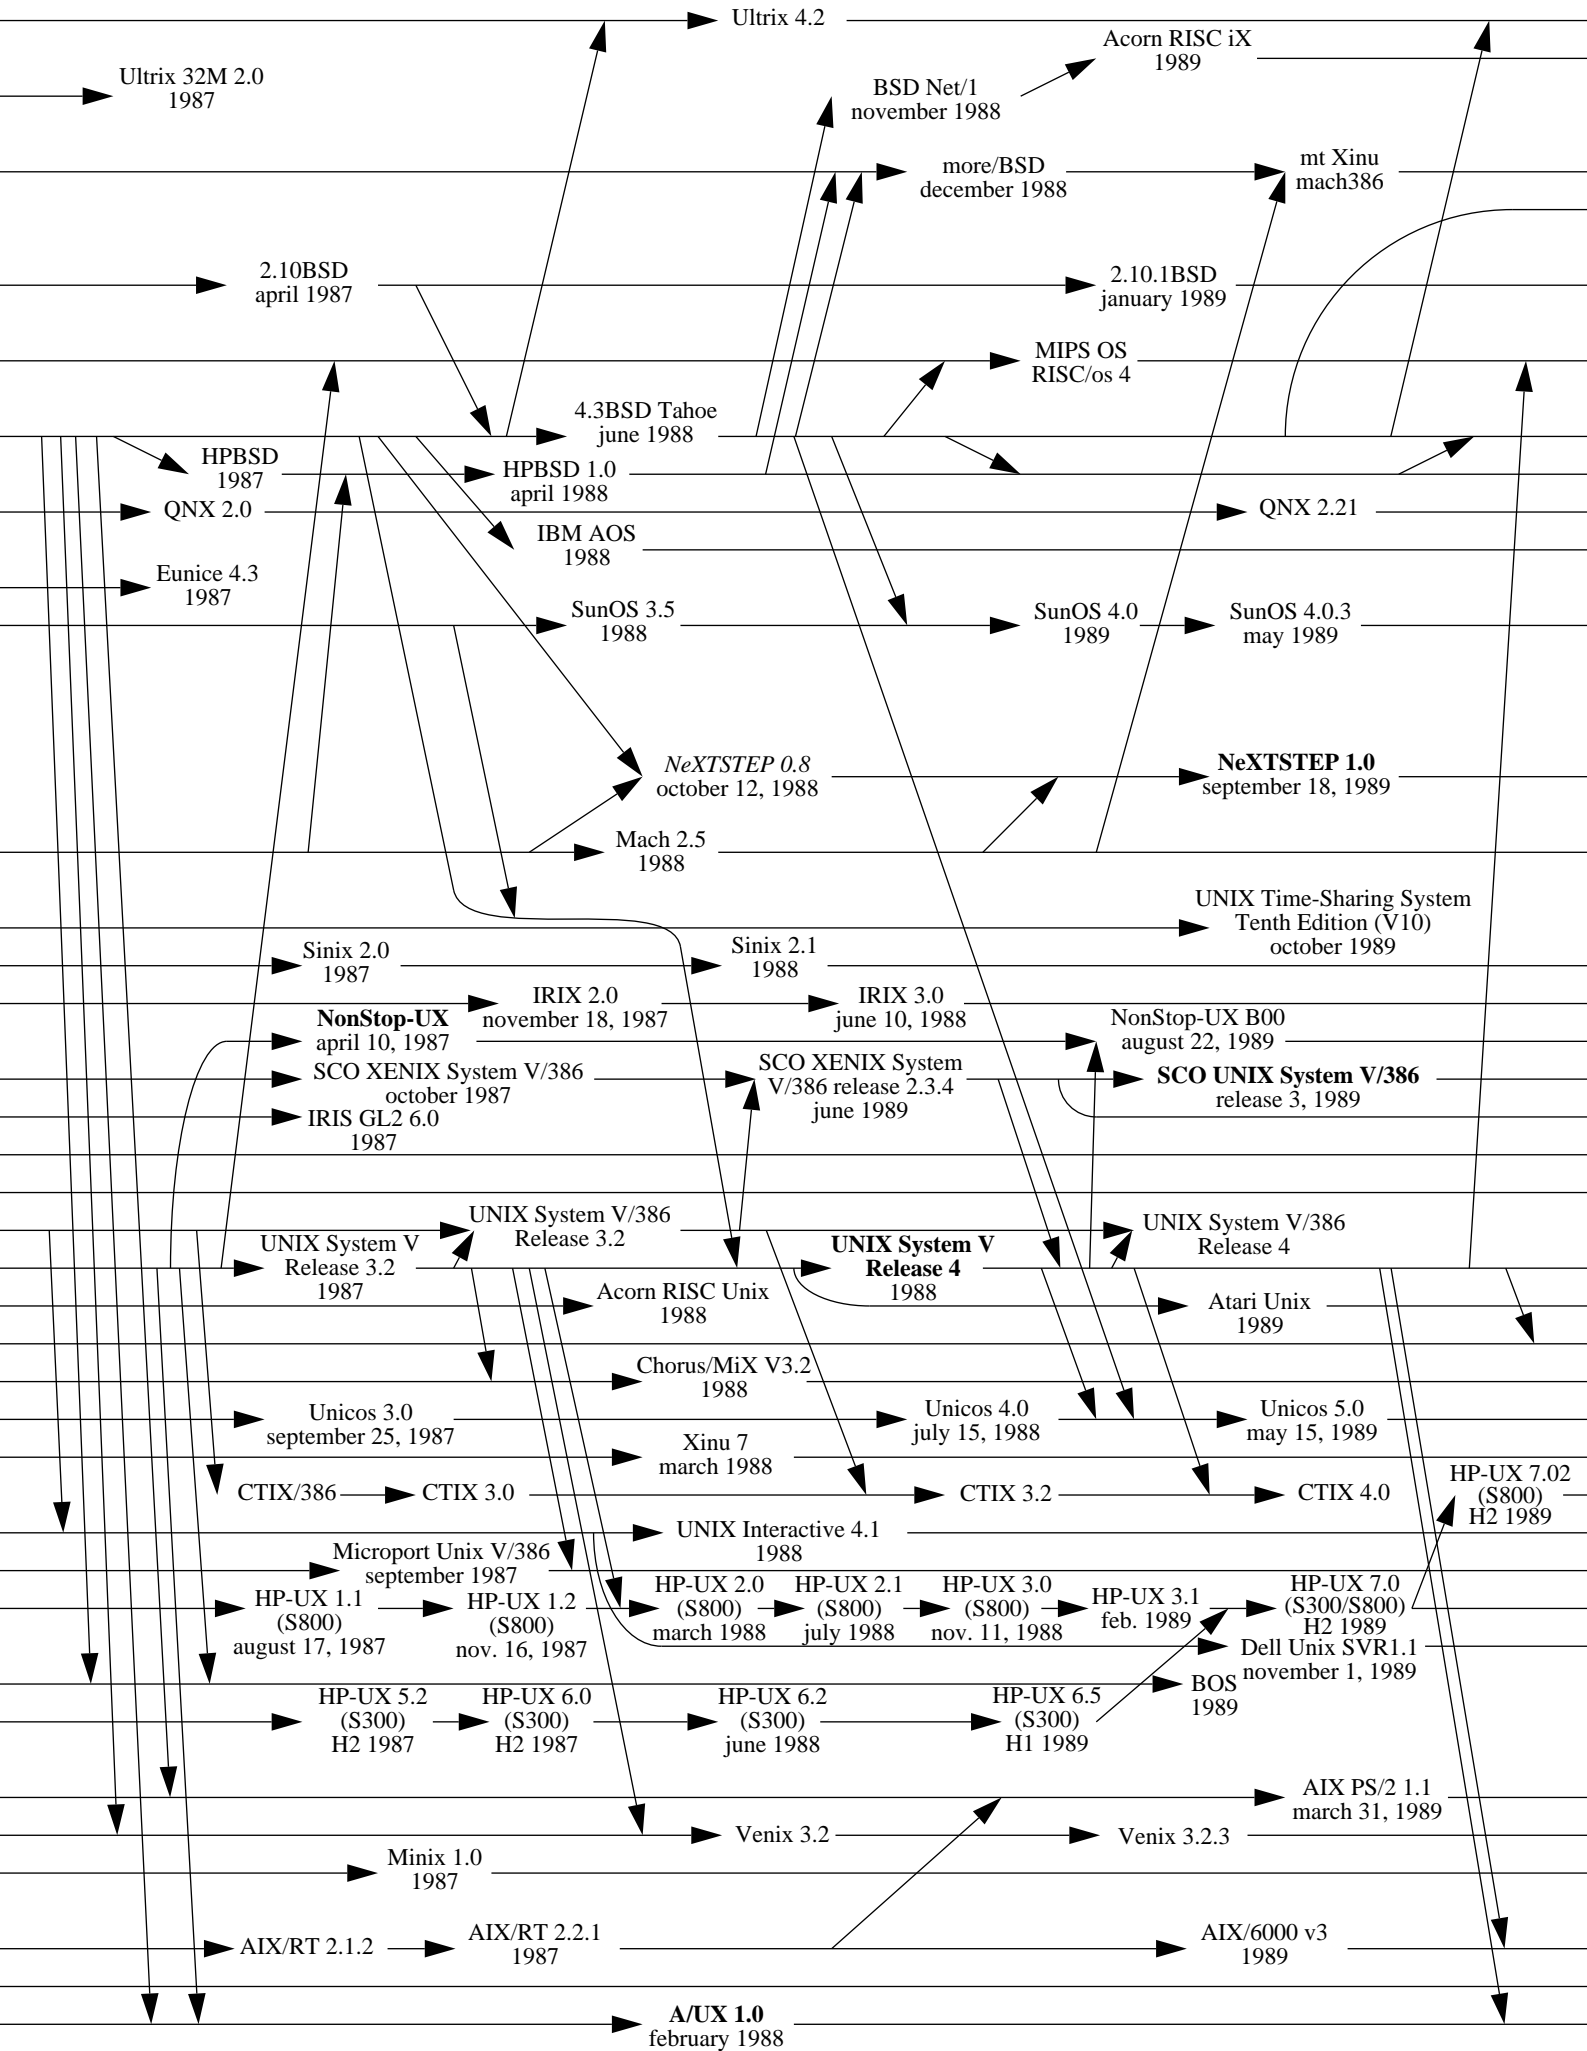 Ultrix 4.2
Acorn RISC iX
1989
Ultrix 32M 2.0
1987
BSD Net/1
november 1988
more/BSD
december 1988
mt Xinu
mach386
2.10BSD
april 1987
2.10.1BSD
january 1989
MIPS OS
RISC/os 4
4.3BSD Tahoe
june 1988
HPBSD
1987
HPBSD 1.0
april 1988
QNX 2.0
QNX 2.21
IBM AOS
1988
Eunice 4.3
1987
SunOS 3.5
1988
SunOS 4.0
1989
SunOS 4.0.3
may 1989
NeXTSTEP 0.8
october 12, 1988
NeXTSTEP 1.0
september 18, 1989
Mach 2.5
1988
UNIX Time-Sharing System
Tenth Edition (V10)
october 1989
Sinix 2.0
1987
Sinix 2.1
1988
IRIX 2.0
november 18, 1987
IRIX 3.0
june 10, 1988
NonStop-UX
april 10, 1987
NonStop-UX B00
august 22, 1989
SCO XENIX System V/386
october 1987
SCO XENIX System
V/386 release 2.3.4
june 1989
SCO UNIX System V/386
release 3, 1989
IRIS GL2 6.0
1987
UNIX System V/386
Release 3.2
UNIX System V/386
Release 4
UNIX System V
Release 3.2
1987
UNIX System V
Release 4
1988
Acorn RISC Unix
1988
Atari Unix
1989
Chorus/MiX V3.2
1988
Unicos 3.0
september 25, 1987
Unicos 4.0
july 15, 1988
Unicos 5.0
may 15, 1989
Xinu 7
march 1988
CTIX/386
CTIX 3.0
CTIX 3.2
CTIX 4.0
HP-UX 7.02
(S800)
H2 1989
UNIX Interactive 4.1
1988
Microport Unix V/386
september 1987
HP-UX 1.1
(S800)
august 17, 1987
HP-UX 1.2
(S800)
nov. 16, 1987
HP-UX 2.0
(S800)
march 1988
HP-UX 2.1
(S800)
july 1988
HP-UX 3.0
(S800)
nov. 11, 1988
HP-UX 3.1
feb. 1989
HP-UX 7.0
(S300/S800)
H2 1989
Dell Unix SVR1.1
november 1, 1989
BOS
1989
HP-UX 5.2
(S300)
H2 1987
HP-UX 6.0
(S300)
H2 1987
HP-UX 6.2
(S300)
june 1988
HP-UX 6.5
(S300)
H1 1989
AIX PS/2 1.1
march 31, 1989
Venix 3.2
Venix 3.2.3
Minix 1.0
1987
AIX/RT 2.1.2
AIX/RT 2.2.1
1987
AIX/6000 v3
1989
A/UX 1.0
february 1988